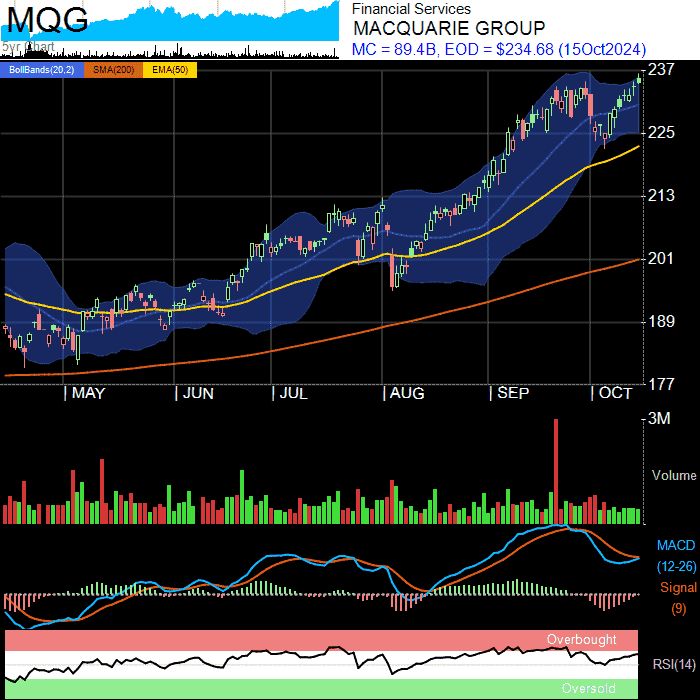 MQG
5yr Chart
Financial Services
MACQUARIE GROUP
MC = 89.4B, EOD = $234.68 (15Oct2024)
BollBands(20,2) SMA(200) EMA(50)
237
225
213
201
189
177
MAY JUN JUL AUG SEP OCT
3M
Volume
MACD
(12-26)
Signal
(9)
Overbought
RSI(14)
Oversold